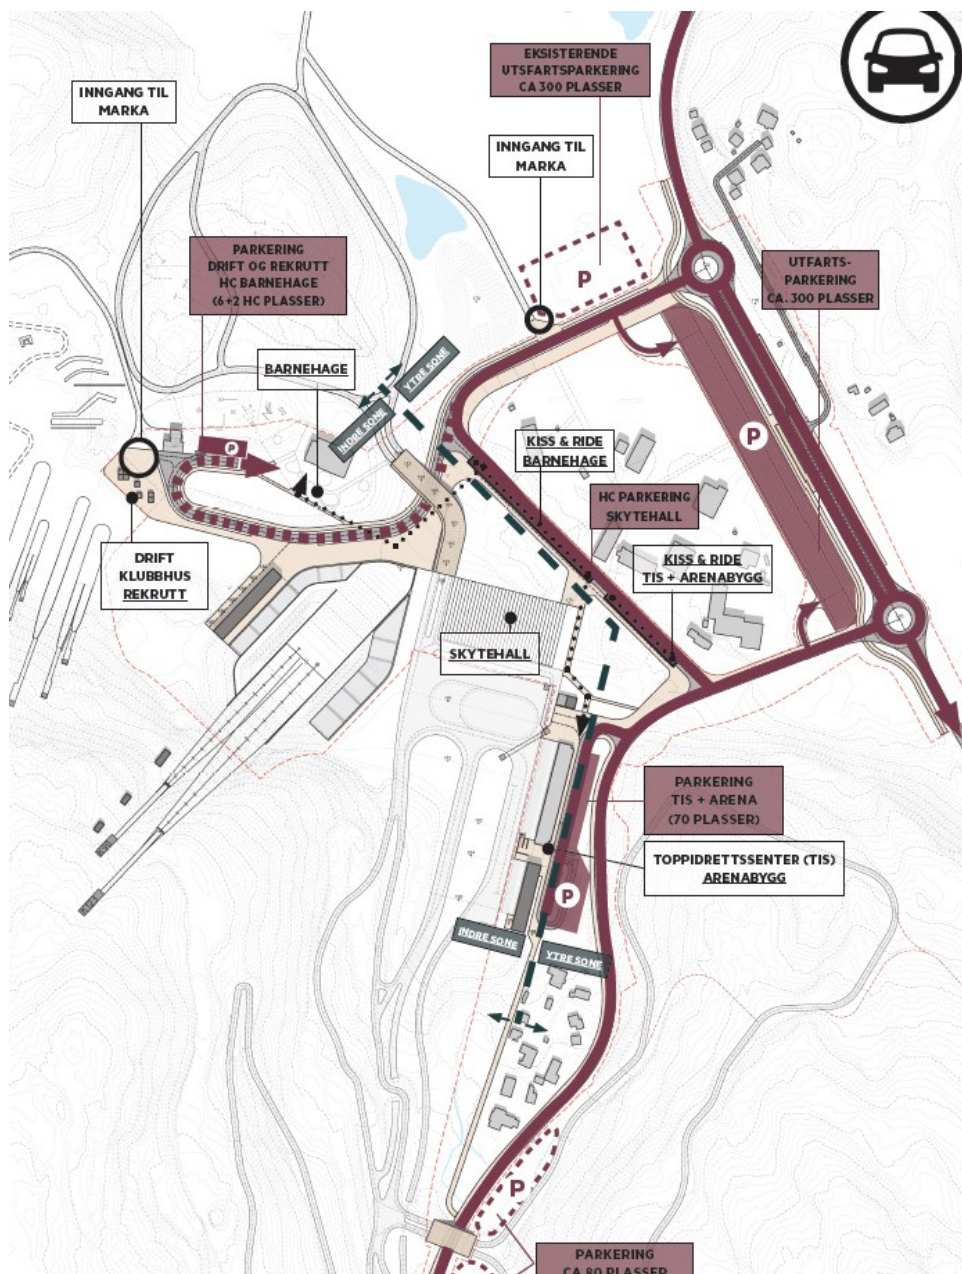 EKSISTERENDE
UTSFARTSPARKERING
CA 300 PLASSER
INNGANG TIL
MARKA
INNGANG TIL
MARKA
PARKERING
DRIFT OG REKRUTT
HC BARNEHAGE
(6+2 HC PLASSER)
P
UTFARTS-
PARKERING
CA. 300 PLASSER
BARNEHAGE
YTRE SONE
INDRE SONE
P
P
KISS & RIDE
BARNEHAGE
HC PARKERING
SKYTEHALL
KISS & RIDE
TIS + ARENABYGG
DRIFT
KLUBBHUS
REKRUTT
SKYTEHALL
PARKERING
TIS + ARENA
(70 PLASSER)
TOPPIDRETTSSENTER (TIS)
ARENABYGG
P
INDRE SONE
YTRE SONE
P
PARKERING
CA 80 PLASSER